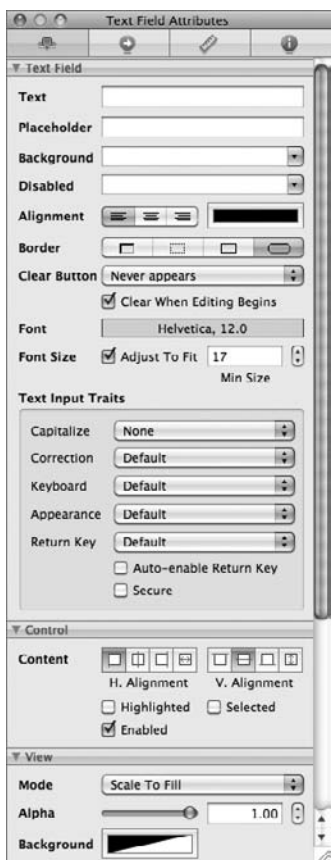 Text Field Attributes
Text Field
Text
Placeholder
Background
Disabled
Alignment
Border
Clear Button Never appears
Clear When Editing Begins
Font Helvetica, 12.0
Font Size Adjust To Fit 17
Min Size
Text Input Traits
Capitalize None
Correction Default
Keyboard Default
Appearance Default
Return Key Default
Auto-enable Return Key
Secure
Control
Content
H. Alignment V. Alignment
Highlighted Selected
Enabled
View
Mode Scale To Fill
Alpha 1.00
Background